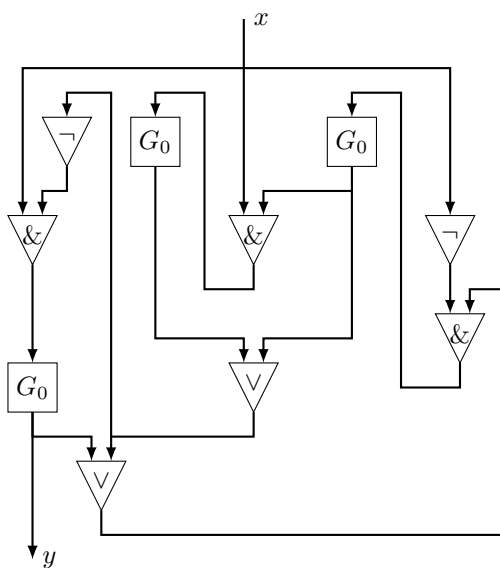 x
¬ G₀ G₀
& & ¬
&
G₀ ∨
∨
y